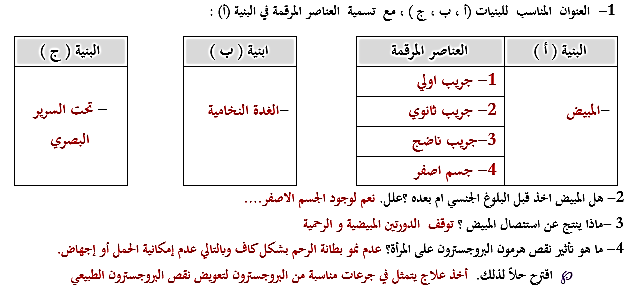 1- العنوان المناسب للبنيات ( أ ، ب ، ج ) ، مع تسمية العناصر المرقمة في البنية (أ) :
البنية ( أ ) العناصر المرقمة ابنية ( ب ) البنية ( ج )
1- جريب اولي
-المبيض 2- جريب ثانوي -الغدة النخامية - تحت السرير
3-جريب ناضج البصري
4- جسم اصفر
2- هل المبيض اخذ قبل البلوغ الجنسي ام بعده ؟علل. نعم لوجود الجسم الاصفر....
3 -ماذا ينتج عن استئصال المبيض ؟ توقف الدورتين المبيضية و الرحمية
4- ما هو تأثير نقص هرمون البروجسترون على المرأة؟ عدم نمو بطانة الرحم بشكل كاف وبالتالي عدم إمكانية الحمل أو إجهاض.
اقترح حلاً لذلك. أخذ علاج يتمثل في جرعات مناسبة من البروجسترون لتعويض نقص البروجسترون الطبيعي